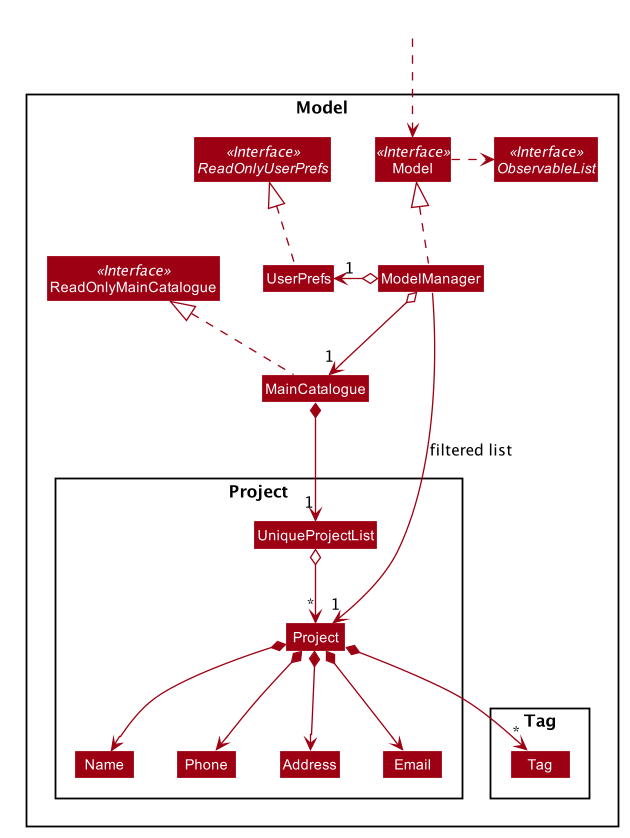 Model
«Interface»
ReadOnlyUserPrefs
«Interface»
Model
«Interface»
ObservableList
«Interface»
ReadOnlyMainCatalogue
UserPrefs
1
ModelManager
1
MainCatalogue
filtered list
Project
1
UniqueProjectList
*
1
Project
Tag
*
Name
Phone
Address
Email
Tag